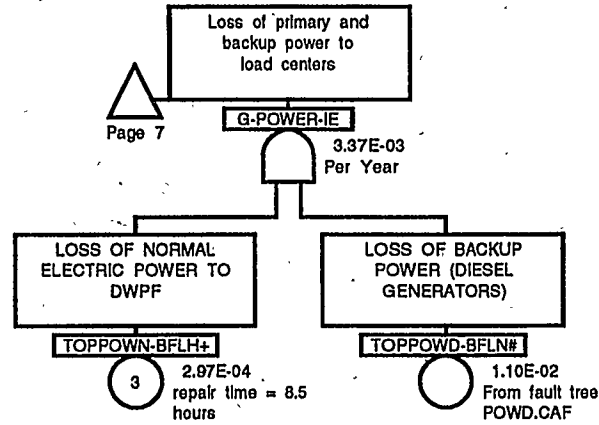 Loss of primary and
backup power to
load centers
Page 7
G-POWER-IE
3.37E-03
Per Year
LOSS OF NORMAL
ELECTRIC POWER TO
DWPF
TOPPOWN-BFLH+
3
2.97E-04
repair time = 8.5
hours
LOSS OF BACKUP
POWER (DIESEL
GENERATORS)
TOPPOWD-BFLN#
1.10E-02
From fault tree
POWD.CAF